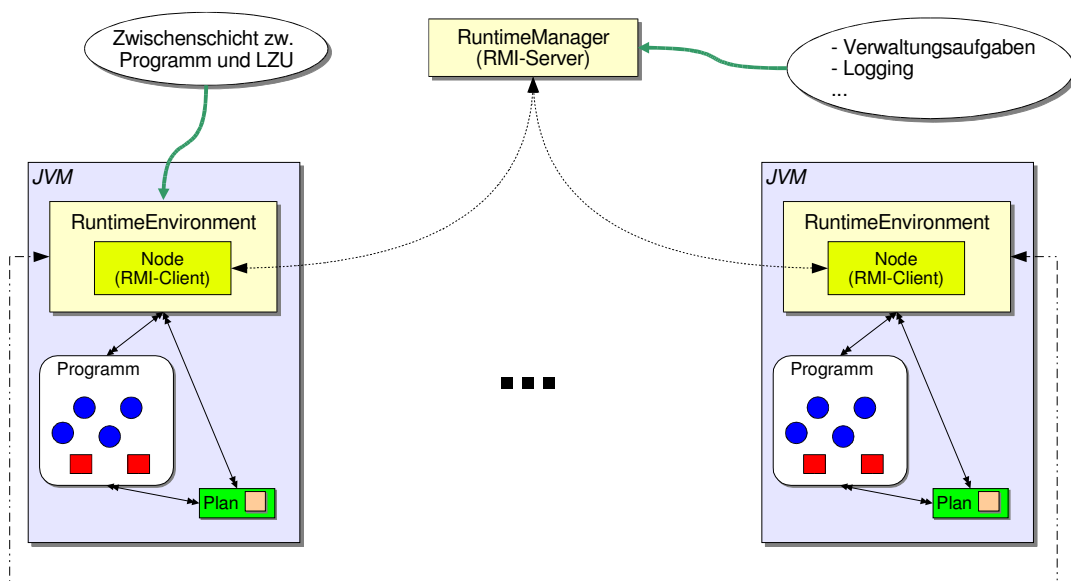 Zwischenschicht zw.
Programm und LZU
RuntimeManager
(RMI-Server)
- Verwaltungsaufgaben
- Logging
...
JVM
RuntimeEnvironment
Node
(RMI-Client)
Programm
Plan
JVM
RuntimeEnvironment
Node
(RMI-Client)
Programm
Plan